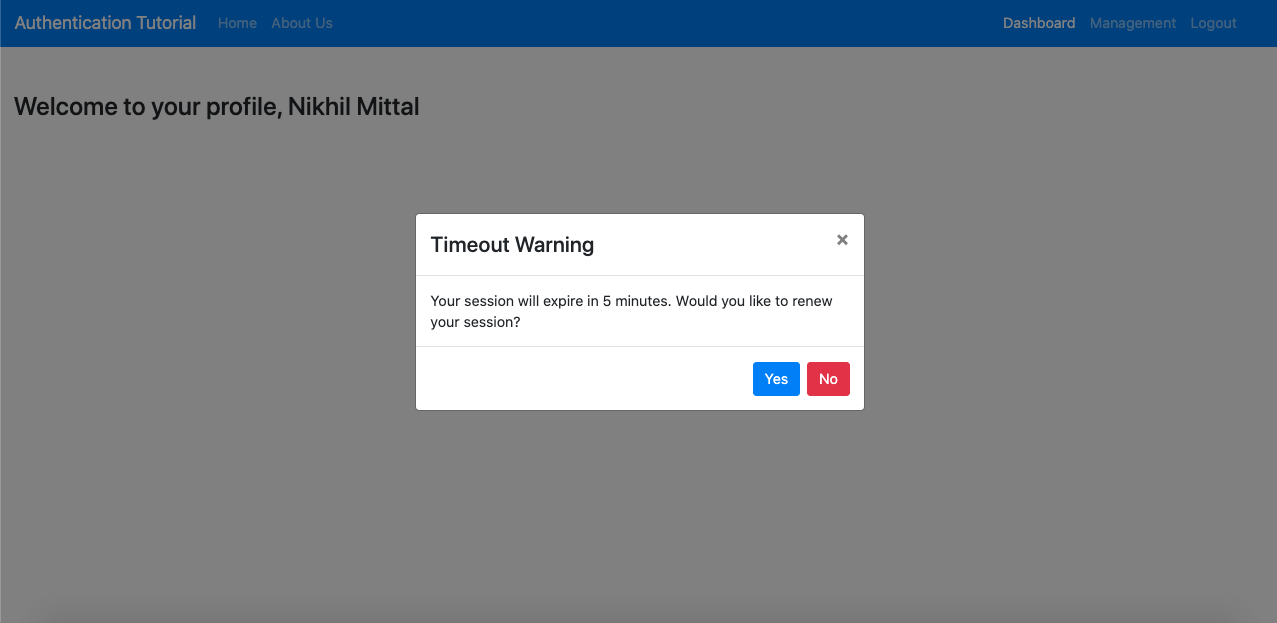 Authentication Tutorial Home About Us Dashboard Management Logout
Welcome to your profile, Nikhil Mittal
Timeout Warning ×
Your session will expire in 5 minutes. Would you like to renew
your session?
Yes No